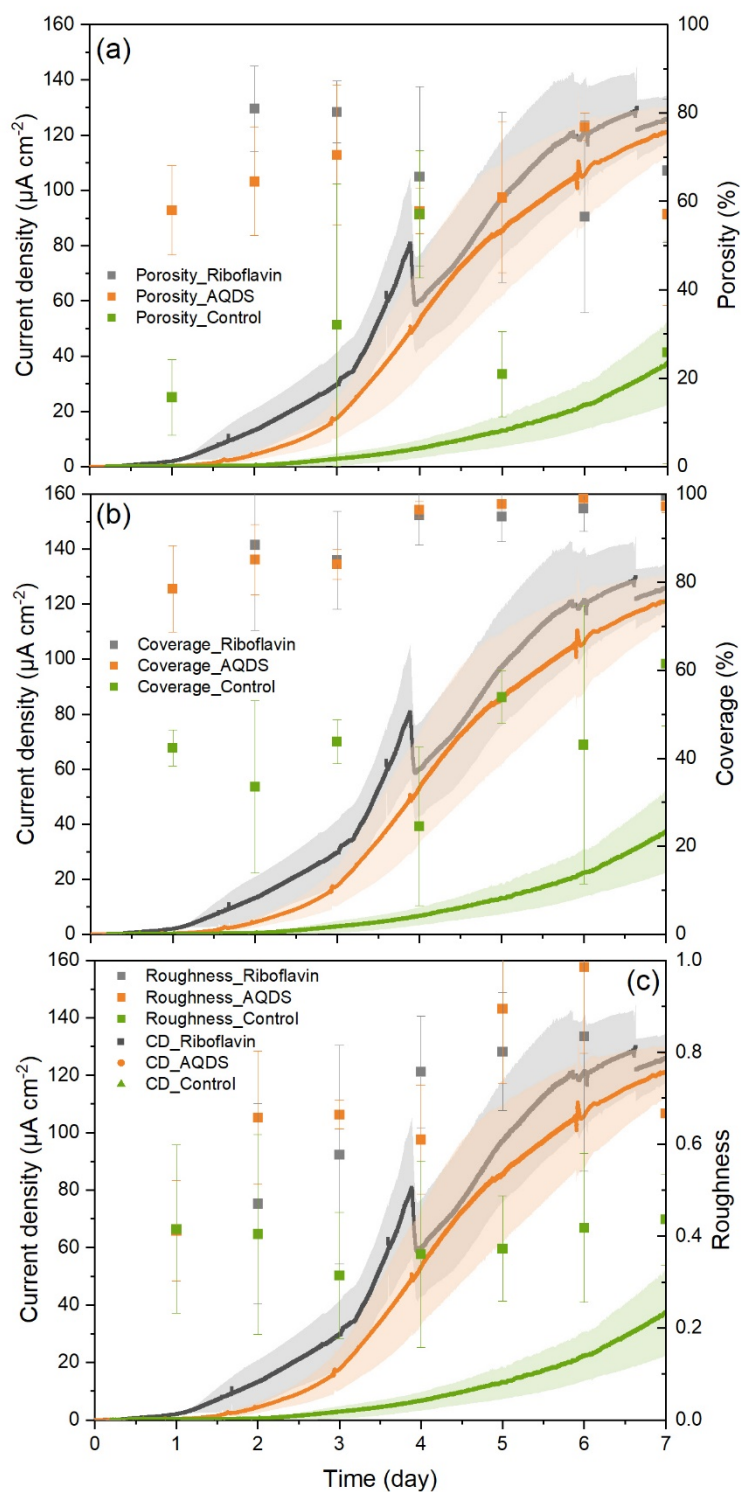 (a)
160
140
120
100
80
60
40
20
0
Current density (µA cm-2)
Porosity_Riboflavin
Porosity_AQDS
Porosity_Control
100
80
60
40
20
0
Porosity (%)
(b)
160
140
120
100
80
60
40
20
0
Current density (µA cm-2)
Coverage_Riboflavin
Coverage_AQDS
Coverage_Control
100
80
60
40
20
0
Coverage (%)
(c)
160
140
120
100
80
60
40
20
0
Current density (µA cm-2)
Roughness_Riboflavin
Roughness_AQDS
Roughness_Control
CD_Riboflavin
CD_AQDS
CD_Control
1.0
0.8
0.6
0.4
0.2
0.0
Roughness
0 1 2 3 4 5 6 7
Time (day)